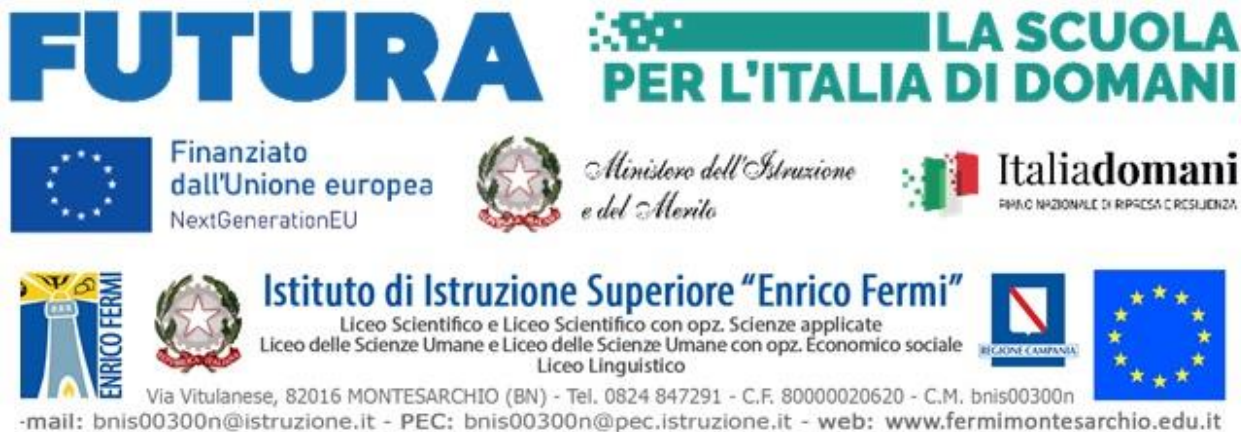 FUTURA
LA SCUOLA
PER L'ITALIA DI DOMANI
Finanziato
dall'Unione europea
NextGenerationEU
Ministero dell'Istruzione
e del Merito
Italiadomani
PIANO NAZIONALE DI RIPRESA E RESILIENZA
ENRICO FERMI
Istituto di Istruzione Superiore "Enrico Fermi"
Liceo Scientifico e Liceo Scientifico con opz. Scienze applicate
Liceo delle Scienze Umane e Liceo delle Scienze Umane con opz. Economico sociale
Liceo Linguistico
REGIONE CAMPANIA
Via Vitulanese, 82016 MONTESARCHIO (BN) - Tel. 0824 847291 - C.F. 80000020620 - C.M. bnis00300n
-mail: bnis00300n@istruzione.it - PEC: bnis00300n@pec.istruzione.it - web: www.fermimontesarchio.edu.it